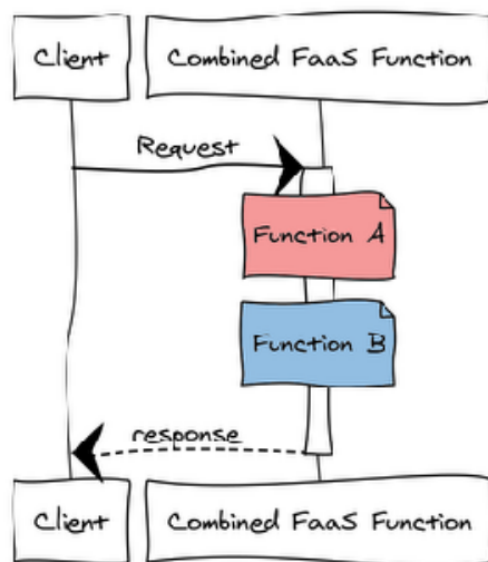 Client
Combined FaaS Function
Request
Function A
Function B
response
Client
Combined FaaS Function